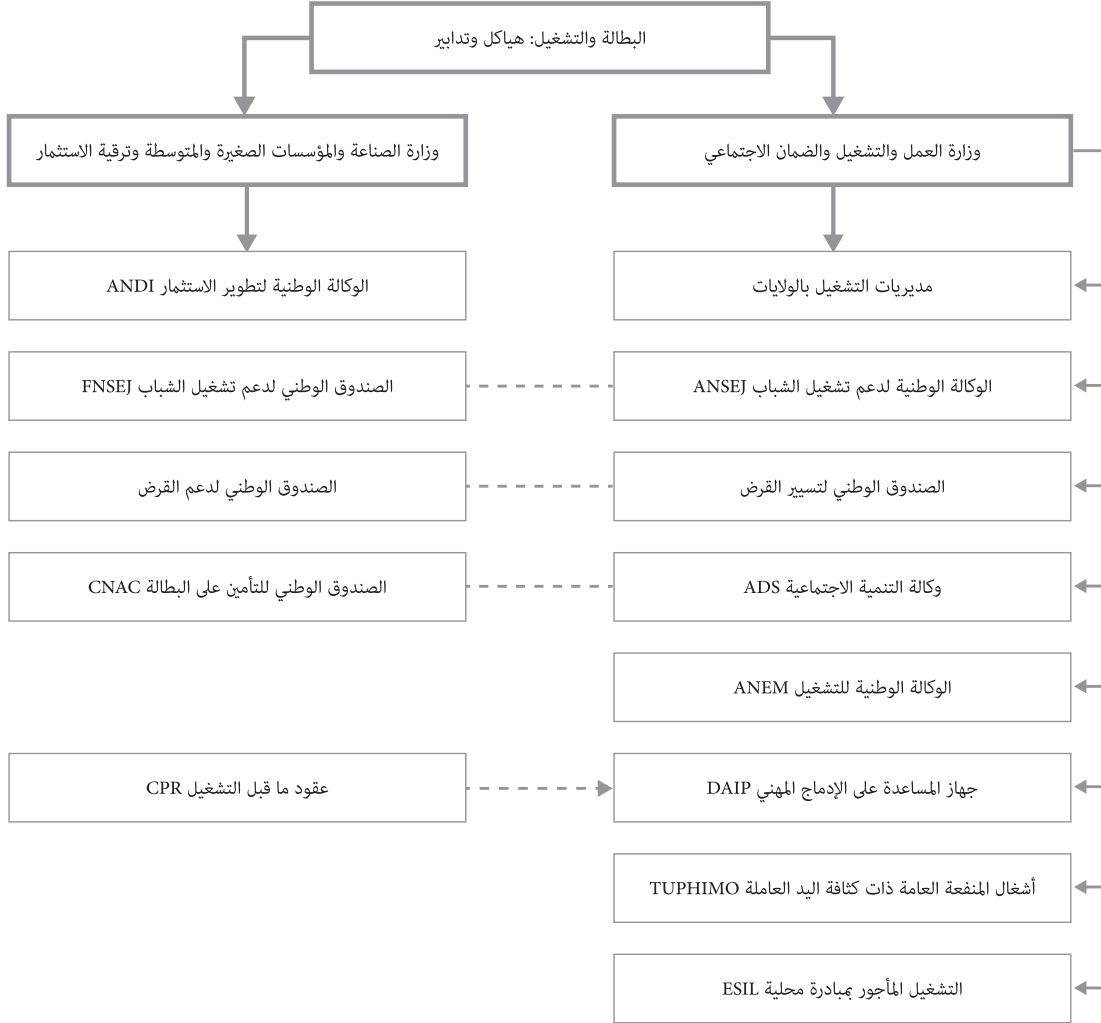 البطالة والتشغيل: هياكل وتدابير
وزارة العمل والتشغيل والضمان الاجتماعي
وزارة الصناعة والمؤسسات الصغيرة والمتوسطة وترقية الاستثمار
مديريات التشغيل بالولايات
الوكالة الوطنية لتطوير الاستثمار ANDI
الوكالة الوطنية لدعم تشغيل الشباب ANSEJ
الصندوق الوطني لدعم تشغيل الشباب FNSEJ
الصندوق الوطني لتسيير القرض
الصندوق الوطني لدعم القرض
وكالة التنمية الاجتماعية ADS
الصندوق الوطني للتأمين على البطالة CNAC
الوكالة الوطنية للتشغيل ANEM
جهاز المساعدة على الإدماج المهني DAIP
عقود ما قبل التشغيل CPR
أشغال المنفعة العامة ذات كثافة اليد العاملة TUPHIMO
التشغيل المأجور بمبادرة محلية ESIL